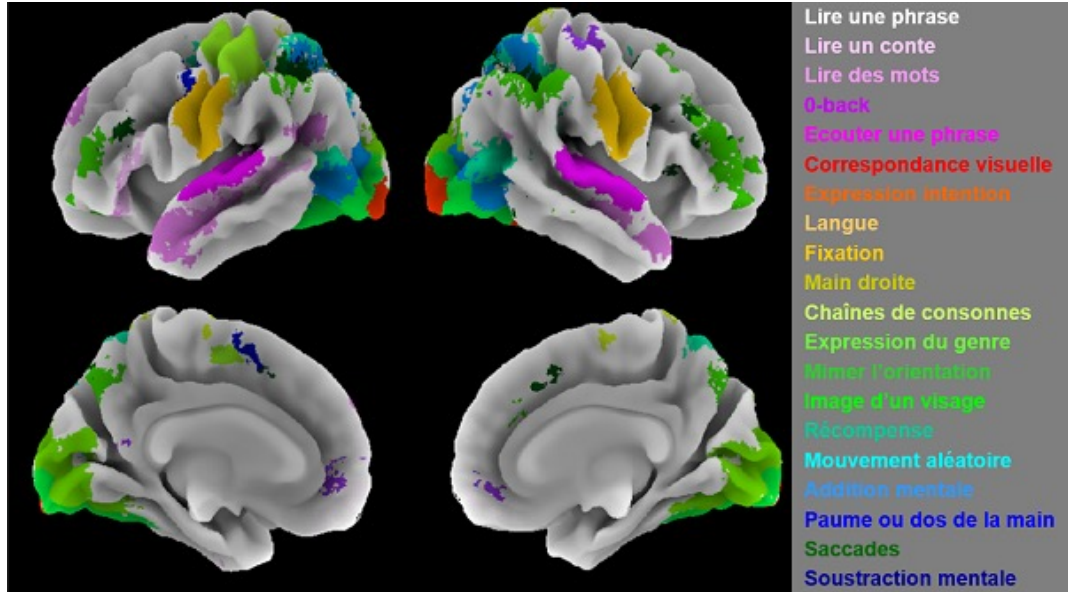 Lire une phrase
Lire un conte
Lire des mots
0-back
Ecouter une phrase
Correspondance visuelle
Expression intention
Langue
Fixation
Main droite
Chaînes de consonnes
Expression du genre
Mimer l'orientation
Image d'un visage
Récompense
Mouvement aléatoire
Addition mentale
Paume ou dos de la main
Saccades
Soustraction mentale